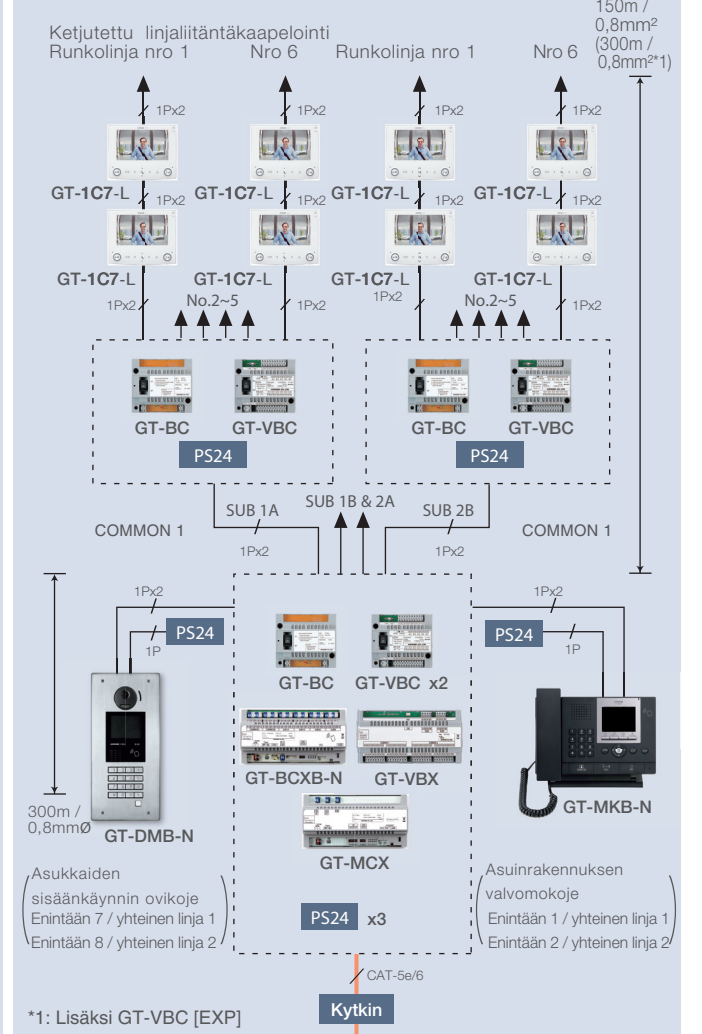 150m /
0,8mm²
(300m /
0,8mm²*1)
Ketjutettu linjaliitäntäkaapelointi
Runkolinja nro 1 Nro 6 Runkolinja nro 1 Nro 6
1Px2 1Px2 1Px2 1Px2
GT-1C7-L 1Px2 GT-1C7-L 1Px2 GT-1C7-L 1Px2 GT-1C7-L 1Px2
GT-1C7-L GT-1C7-L GT-1C7-L GT-1C7-L
1Px2 No.2~5 1Px2 1Px2 No.2~5 1Px2
GT-BC GT-VBC GT-BC GT-VBC
PS24 PS24
SUB 1A SUB 1B & 2A SUB 2B
COMMON 1 COMMON 1
1Px2 1Px2
1Px2 1Px2
PS24 PS24
1P 1P
GT-BC GT-VBC x2
GT-BCXB-N GT-VBX
GT-MKB-N
300m /
0,8mmØ
GT-DMB-N
GT-MCX
(Asukkaiden
sisäänkäynnin ovikoje
Enintään 7 / yhteinen linja 1
Enintään 8 / yhteinen linja 2)
(Asuinrakennuksen
valvomokoje
Enintään 1 / yhteinen linja 1
Enintään 2 / yhteinen linja 2)
PS24 x3
CAT-5e/6
Kytkin
*1: Lisäksi GT-VBC [EXP]